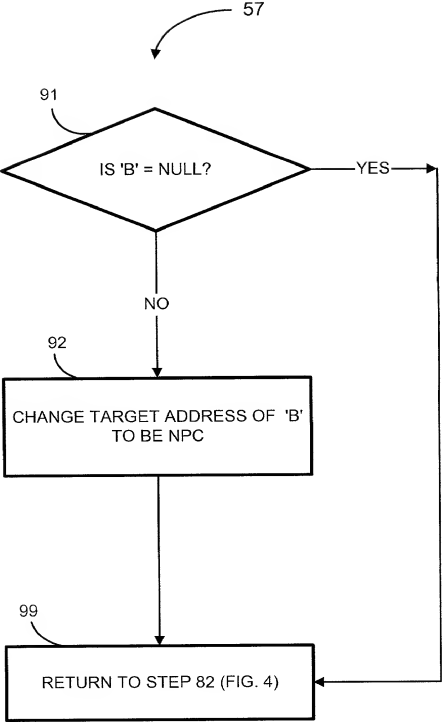 57
91
IS 'B' = NULL?
YES
NO
92
CHANGE TARGET ADDRESS OF 'B'
TO BE NPC
99
RETURN TO STEP 82 (FIG. 4)